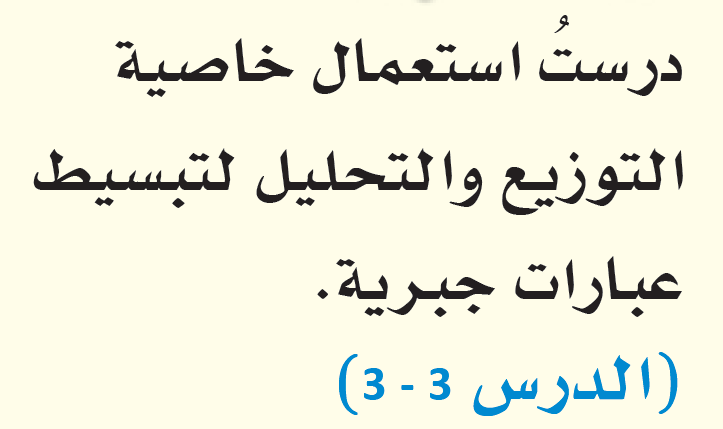 درستُ استعمال خاصية
التوزيع والتحليل لتبسيط
عبارات جبرية.
(الدرس 3 - 3)